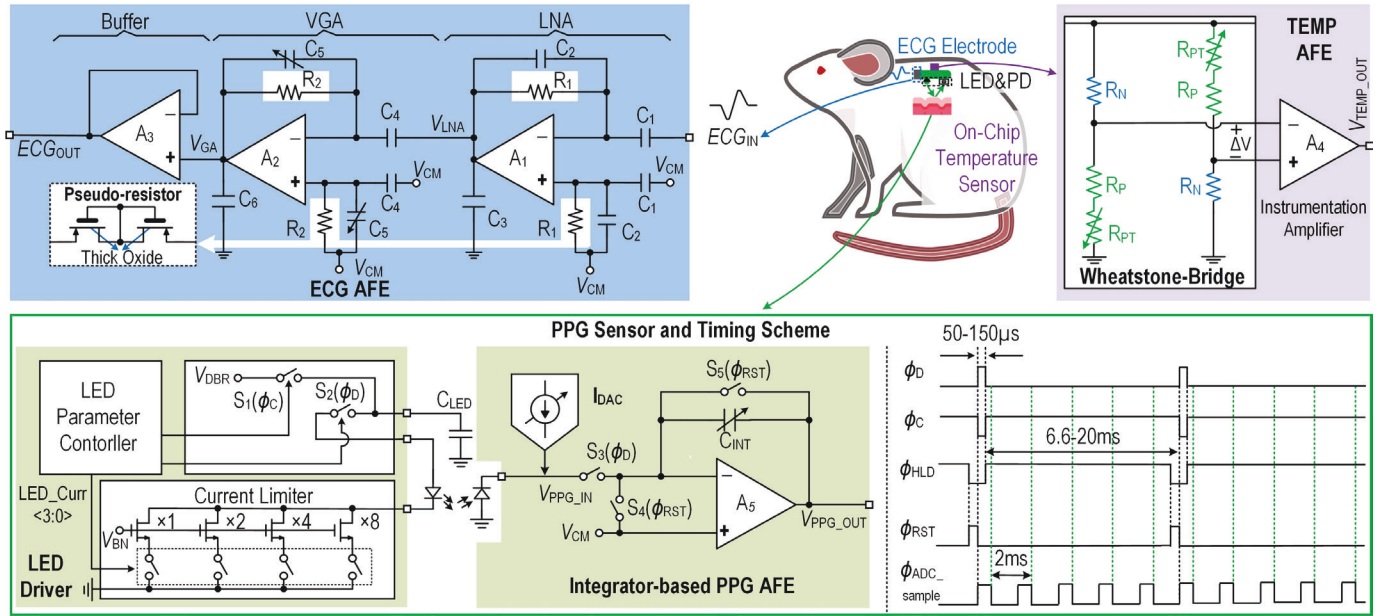 Buffer
VGA
LNA
C5
R2
C4
VGA
A3
A2
ECGOUT
C6
Pseudo-resistor
Thick Oxide
R2
C5
C4
VCM
VCM
C2
R1
C1
VLNA
A1
C3
R1
C2
C1
VCM
VCM
ECG AFE
ECGIN
ECG Electrode
LED&PD
On-Chip
Temperature
Sensor
TEMP
AFE
RPT
RP
RN
+
ΔV
−
RN
RP
RPT
A4
VTEMP_OUT
Instrumentation
Amplifier
Wheatstone-Bridge
PPG Sensor and Timing Scheme
LED
Parameter
Contorller
VDBR
S1(ϕC)
S2(ϕD)
CLED
LED_Curr
<3:0>
Current Limiter
×1
×2
×4
×8
VBN
LED
Driver
IDAC
S5(ϕRST)
CINT
S3(ϕD)
VPPG_IN
S4(ϕRST)
VCM
A5
VPPG_OUT
Integrator-based PPG AFE
50-150μs
ϕD
ϕC
6.6-20ms
ϕHLD
ϕRST
2ms
ϕADC_
sample